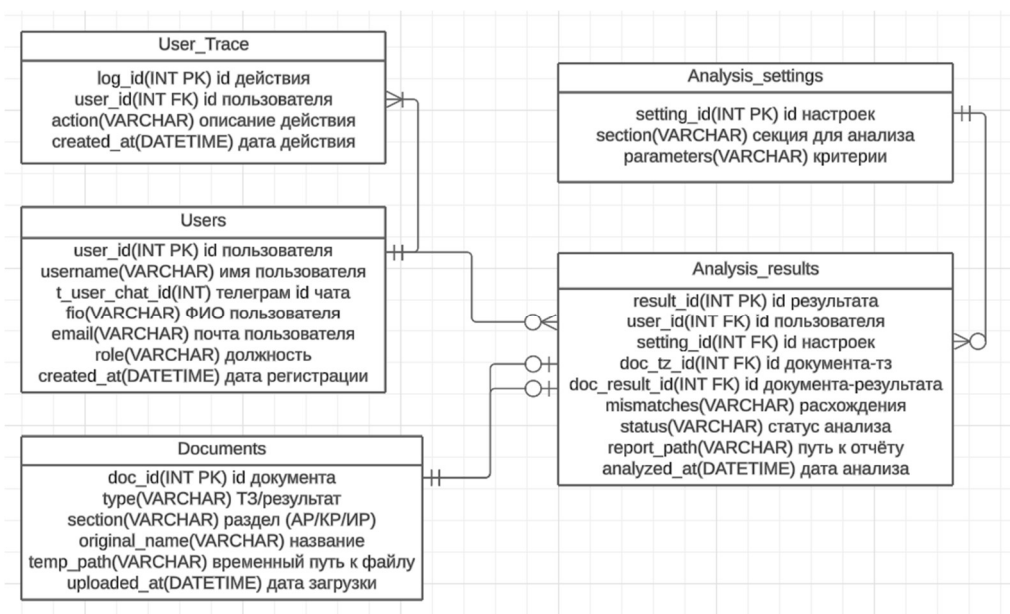 User_Trace
log_id(INT PK) id действия
user_id(INT FK) id пользователя
action(VARCHAR) описание действия
created_at(DATETIME) дата действия
Users
user_id(INT PK) id пользователя
username(VARCHAR) имя пользователя
t_user_chat_id(INT) телеграм id чата
fio(VARCHAR) ФИО пользователя
email(VARCHAR) почта пользователя
role(VARCHAR) должность
created_at(DATETIME) дата регистрации
Documents
doc_id(INT PK) id документа
type(VARCHAR) ТЗ/результат
section(VARCHAR) раздел (АР/КР/ИР)
original_name(VARCHAR) название
temp_path(VARCHAR) временный путь к файлу
uploaded_at(DATETIME) дата загрузки
Analysis_settings
setting_id(INT PK) id настроек
section(VARCHAR) секция для анализа
parameters(VARCHAR) критерии
Analysis_results
result_id(INT PK) id результата
user_id(INT FK) id пользователя
setting_id(INT FK) id настроек
doc_tz_id(INT FK) id документа-тз
doc_result_id(INT FK) id документа-результата
mismatches(VARCHAR) расхождения
status(VARCHAR) статус анализа
report_path(VARCHAR) путь к отчёту
analyzed_at(DATETIME) дата анализа